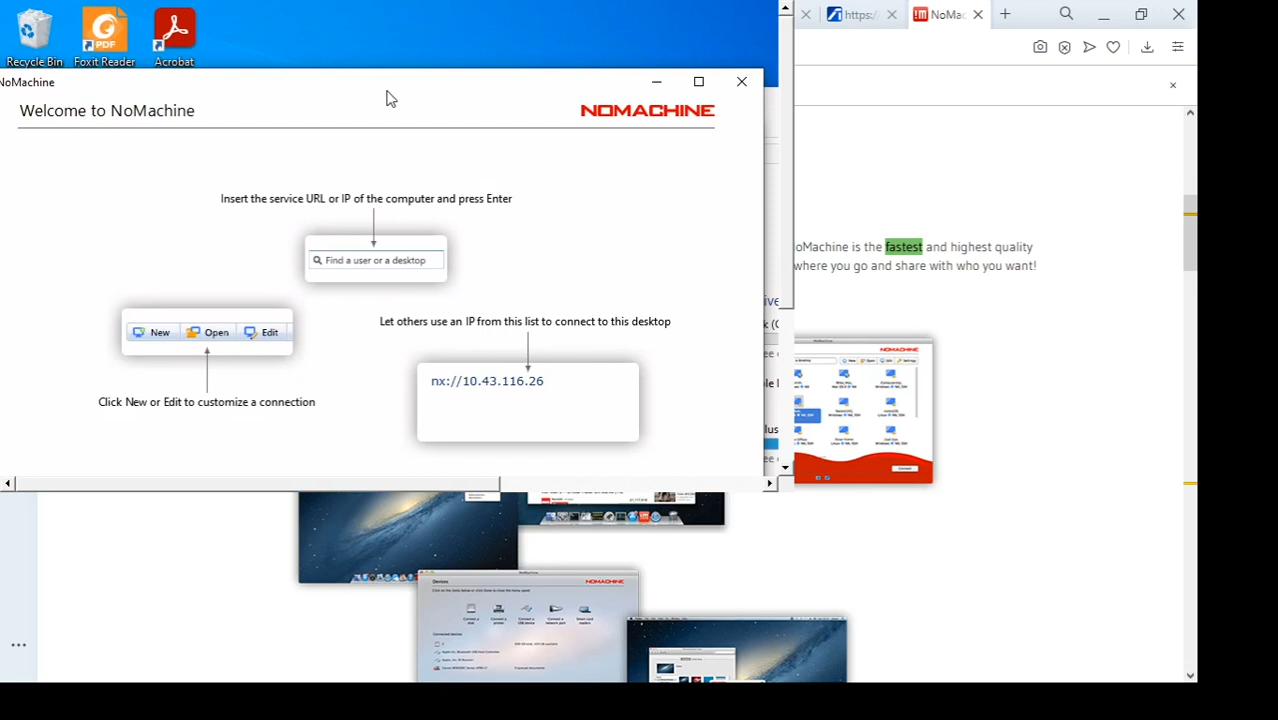 Recycle Bin
Foxit Reader
Acrobat
https:/
NoMac
NoMachine
Welcome to NoMachine
NOMACHINE
Insert the service URL or IP of the computer and press Enter
Find a user or a desktop
New Open Edit
Click New or Edit to customize a connection
Let others use an IP from this list to connect to this desktop
nx://10.43.116.26
oMachine is the fastest and highest quality
where you go and share with who you want!
NOMACHINE
Devices
NOMACHINE